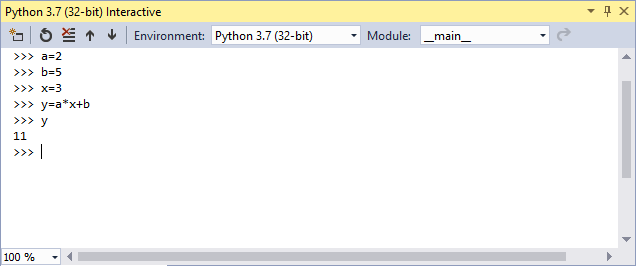 Python 3.7 (32-bit) Interactive
Environment: Python 3.7 (32-bit) Module: __main__
>>> a=2
>>> b=5
>>> x=3
>>> y=a*x+b
>>> y
11
>>>
100 %